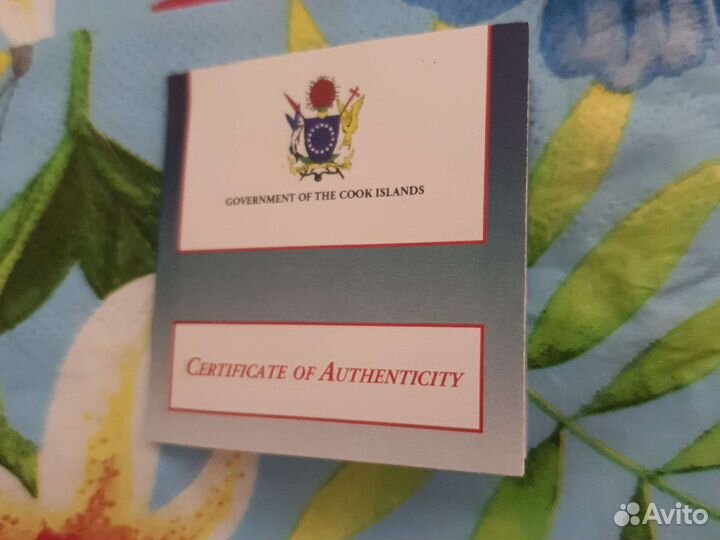 GOVERNMENT OF THE COOK ISLANDS
CERTIFICATE OF AUTHENTICITY
Avito